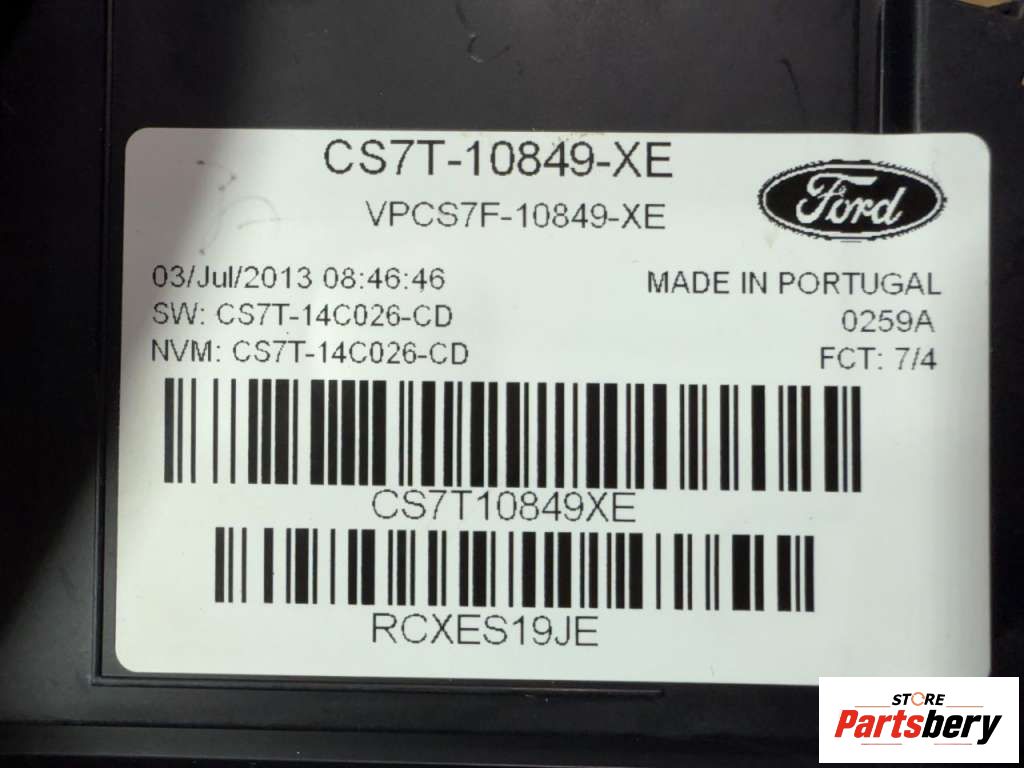 CS7T-10849-XE
VPCS7F-10849-XE
Ford
03/Jul/2013 08:46:46
MADE IN PORTUGAL
SW: CS7T-14C026-CD
0259A
NVM: CS7T-14C026-CD
FCT: 7/4
CS7T10849XE
RCXES19JE
STORE
Partsbery